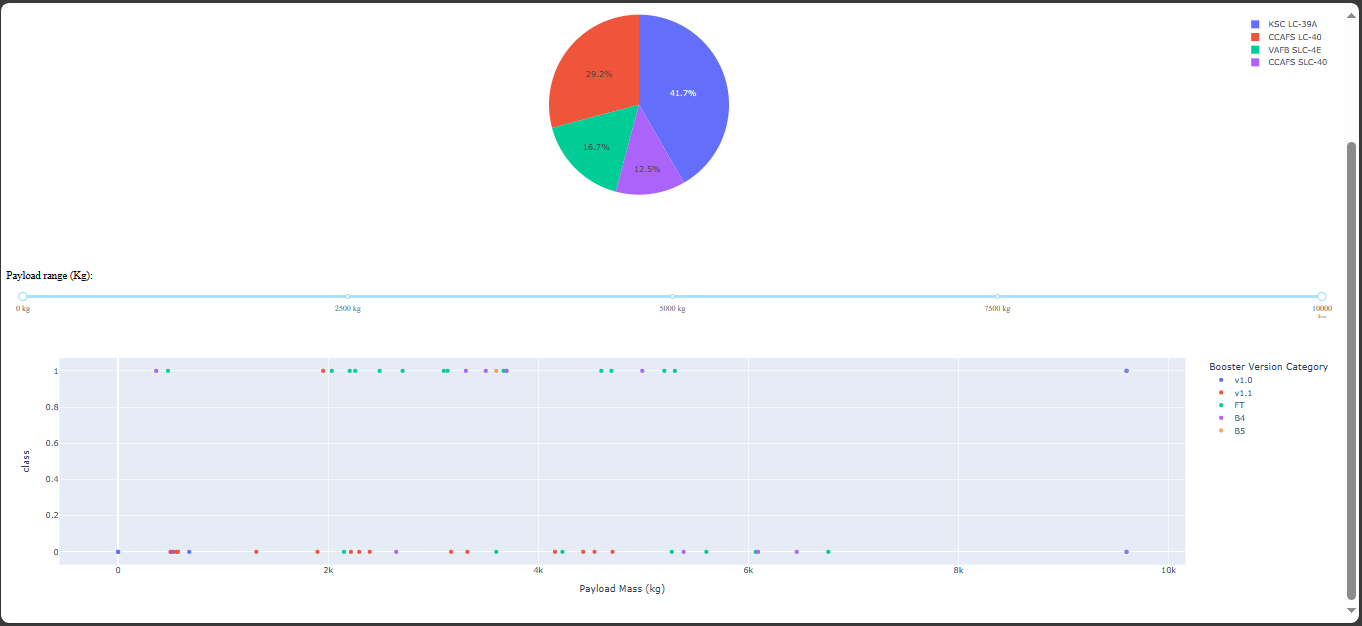 KSC LC-39A
CCAFS LC-40
VAFB SLC-4E
CCAFS SLC-40
29.2%
41.7%
16.7%
12.5%
Payload range (Kg):
0 kg
2500 kg
5000 kg
7500 kg
10000
Booster Version Category
v1.0
v1.1
FT
B4
B5
1
0.8
0.6
0.4
0.2
0
class
0
2k
4k
6k
8k
10k
Payload Mass (kg)